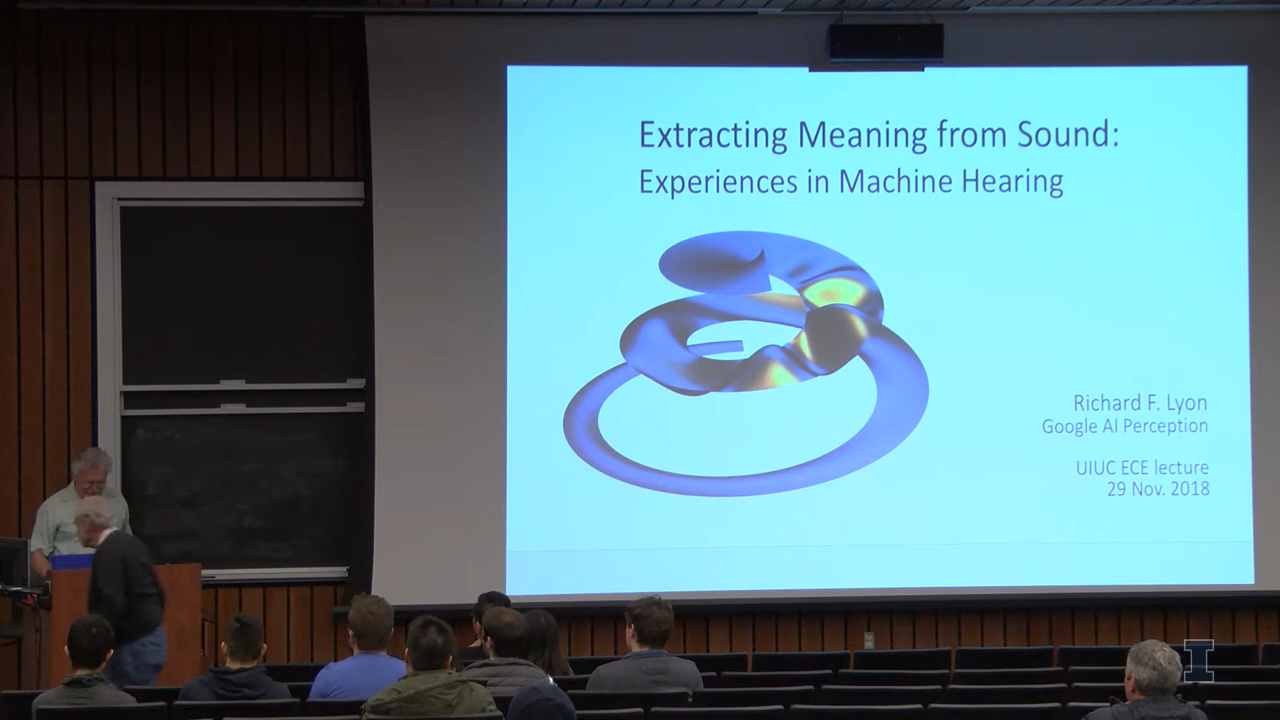 Extracting Meaning from Sound:
Experiences in Machine Hearing
Richard F. Lyon
Google AI Perception
UIUC ECE lecture
29 Nov. 2018
I